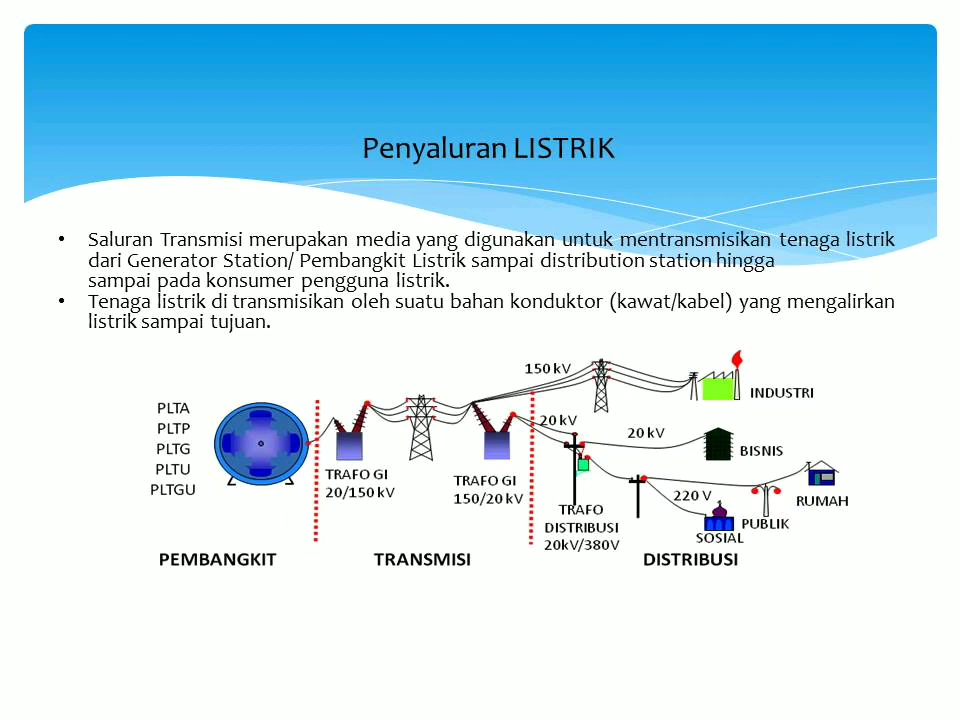 Penyaluran LISTRIK
• Saluran Transmisi merupakan media yang digunakan untuk mentransmisikan tenaga listrik
dari Generator Station/ Pembangkit Listrik sampai distribution station hingga
sampai pada konsumer pengguna listrik.
• Tenaga listrik di transmisikan oleh suatu bahan konduktor (kawat/kabel) yang mengalirkan
listrik sampai tujuan.
PLTA
PLTP
PLTG
PLTU
PLTGU
TRAFO GI
20/150 kV
TRAFO GI
150/20 kV
150 kV
INDUSTRI
20 kV
20 kV
BISNIS
TRAFO
DISTRIBUSI
20kV/380V
220 V
SOSIAL
PUBLIK
RUMAH
PEMBANGKIT
TRANSMISI
DISTRIBUSI